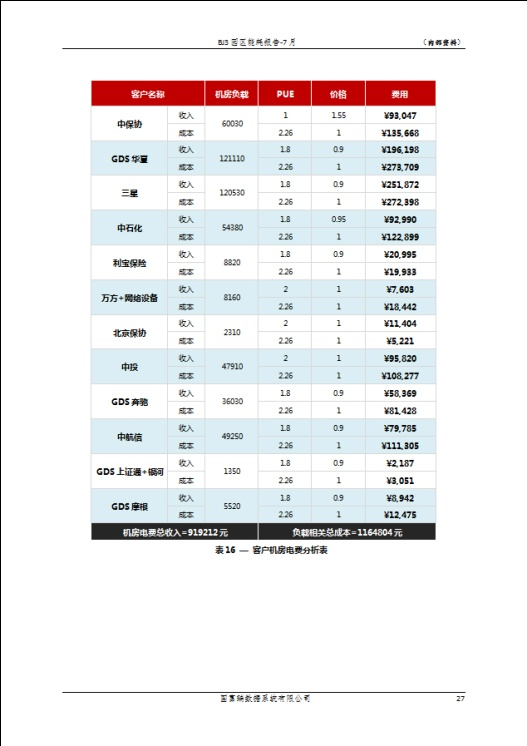 BJ3 园区能耗报告-7 月 （内部资料）
客户名称 机房负载 PUE 价格 费用
中保协 收入 60030 1 1.55 ¥93,047
成本 2.26 1 ¥135,668
GDS 华夏 收入 121110 1.8 0.9 ¥196,198
成本 2.26 1 ¥273,709
三星 收入 120530 1.8 0.9 ¥251,872
成本 2.26 1 ¥272,398
中石化 收入 54380 1.8 0.95 ¥92,990
成本 2.26 1 ¥122,899
利宝保险 收入 8820 1.8 0.9 ¥20,995
成本 2.26 1 ¥19,933
万方+网络设备 收入 8160 2 1 ¥7,603
成本 2.26 1 ¥18,442
北京保协 收入 2310 2 1 ¥11,404
成本 2.26 1 ¥5,221
中投 收入 47910 2 1 ¥95,820
成本 2.26 1 ¥108,277
GDS 奔驰 收入 36030 1.8 0.9 ¥58,369
成本 2.26 1 ¥81,428
中航信 收入 49250 1.8 0.9 ¥79,785
成本 2.26 1 ¥111,305
GDS 上证通+银河 收入 1350 1.8 0.9 ¥2,187
成本 2.26 1 ¥3,051
GDS 摩根 收入 5520 1.8 0.9 ¥8,942
成本 2.26 1 ¥12,475
机房电费总收入=919212 元 负载相关总成本=1164804 元
表 16 — 客户机房电费分析表
国富瑞数据系统有限公司 27